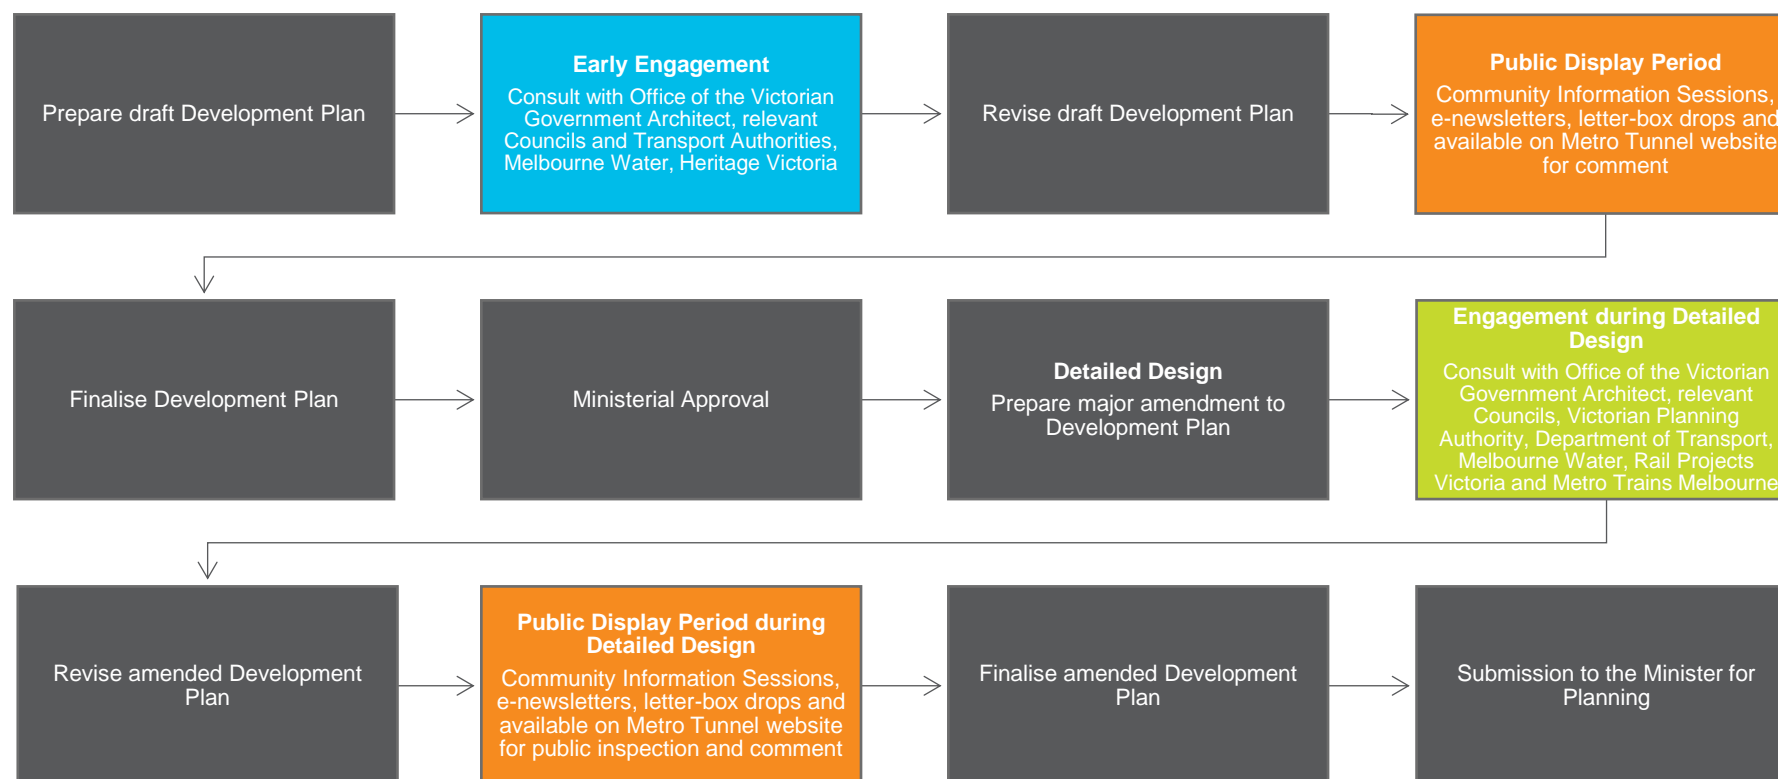 Prepare draft Development Plan
Early Engagement
Consult with Office of the Victorian
Government Architect, relevant
Councils and Transport Authorities,
Melbourne Water, Heritage Victoria
Revise draft Development Plan
Public Display Period
Community Information Sessions,
e-newsletters, letter-box drops and
available on Metro Tunnel website
for comment
Finalise Development Plan
Ministerial Approval
Detailed Design
Prepare major amendment to
Development Plan
Engagement during Detailed
Design
Consult with Office of the Victorian
Government Architect, relevant
Councils, Victorian Planning
Authority, Department of Transport,
Melbourne Water, Rail Projects
Victoria and Metro Trains Melbourne
Revise amended Development
Plan
Public Display Period during
Detailed Design
Community Information Sessions,
e-newsletters, letter-box drops and
available on Metro Tunnel website
for public inspection and comment
Finalise amended Development
Plan
Submission to the Minister for
Planning